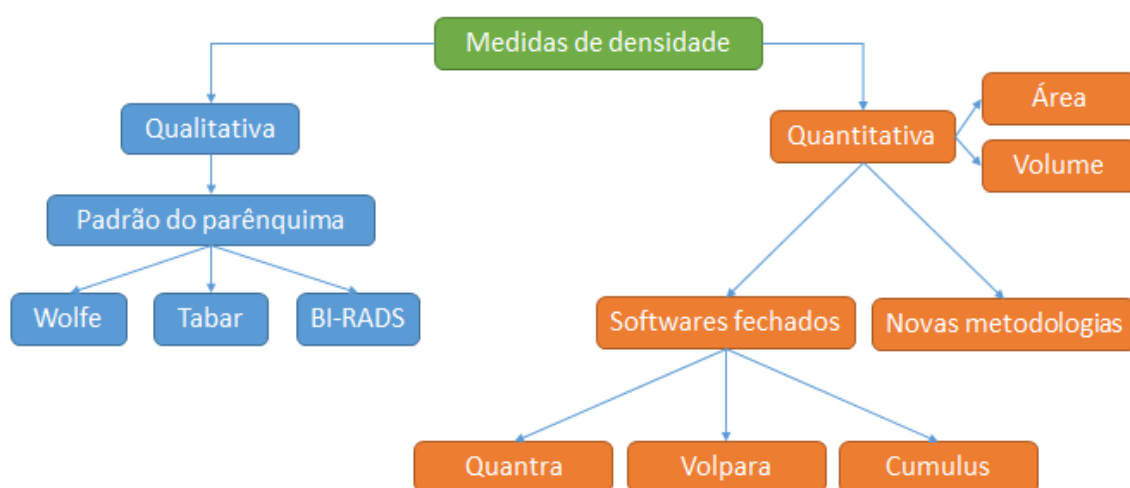 Medidas de densidade
Qualitativa
Quantitativa
Área
Volume
Padrão do parênquima
Wolfe
Tabar
BI-RADS
Softwares fechados
Novas metodologias
Quantra
Volpara
Cumulus